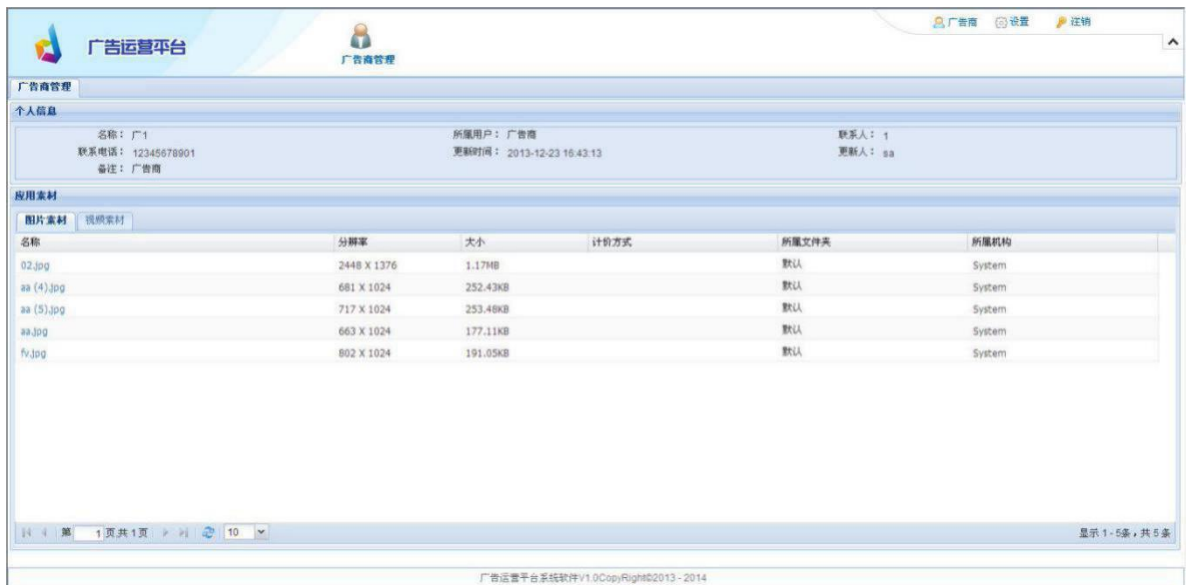 广告商 设置 注销
广告运营平台
广告商管理
广告商管理
个人信息
名称： 广1 所属用户： 广告商 联系人： 1
联系电话： 12345678901 更新时间： 2013-12-23 16:43:13 更新人： sa
备注： 广告商
应用素材
图片素材 视频素材
名称 分辨率 大小 计价方式 所属文件夹 所属机构
02.jpg 2448 X 1376 1.17MB 默认 System
aa (4).jpg 681 X 1024 252.43KB 默认 System
aa (5).jpg 717 X 1024 253.48KB 默认 System
aa.jpg 663 X 1024 177.11KB 默认 System
fv.jpg 802 X 1024 191.05KB 默认 System
第 1 页,共 1 页 10 显示 1 - 5条，共 5 条
广告运营平台系统软件V1.0CopyRight©2013 - 2014